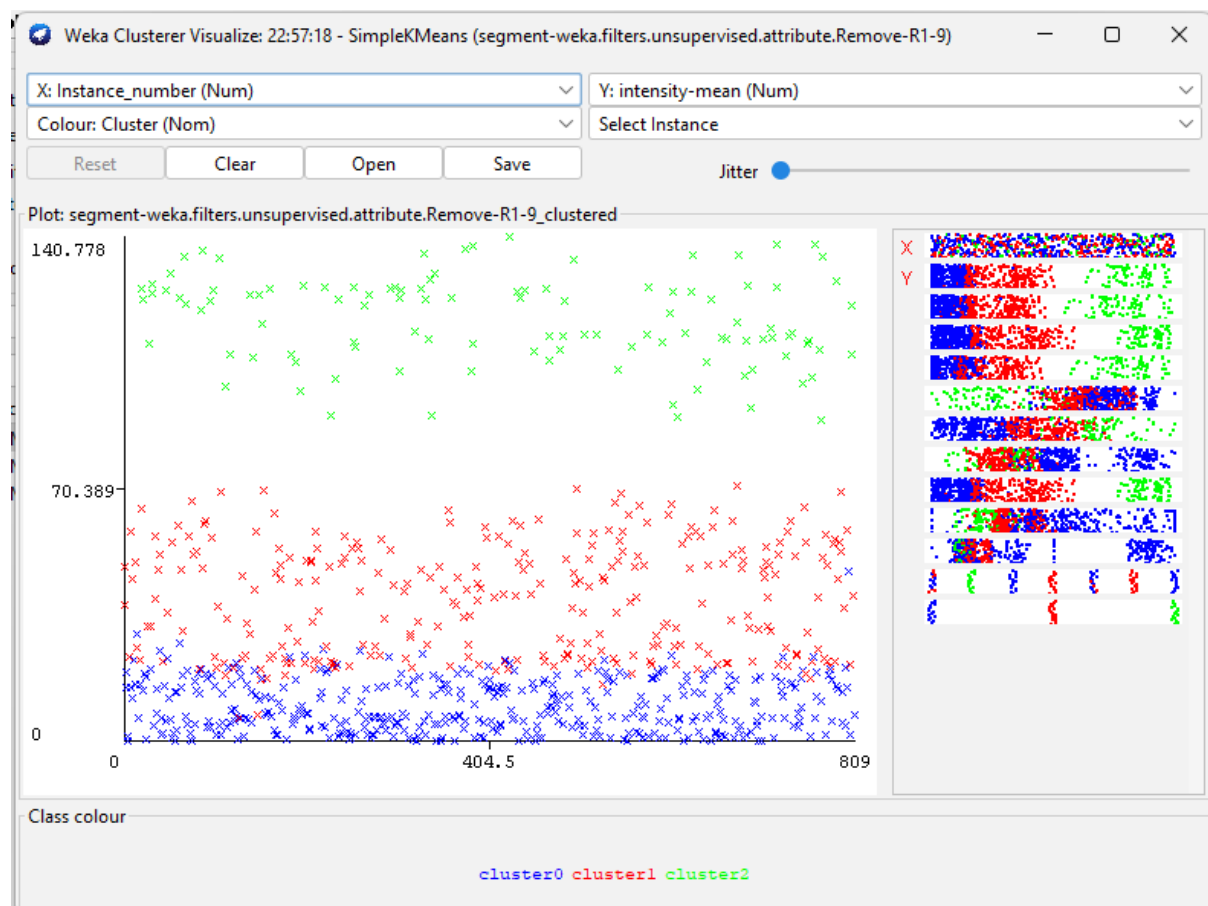 Weka Clusterer Visualize: 22:57:18 - SimpleKMeans (segment-weka.filters.unsupervised.attribute.Remove-R1-9)
X: Instance_number (Num)
Y: intensity-mean (Num)
Colour: Cluster (Nom)
Select Instance
Reset
Clear
Open
Save
Jitter
Plot: segment-weka.filters.unsupervised.attribute.Remove-R1-9_clustered
140.778
70.389
0
0
404.5
809
X
Y
Class colour
cluster0 cluster1 cluster2